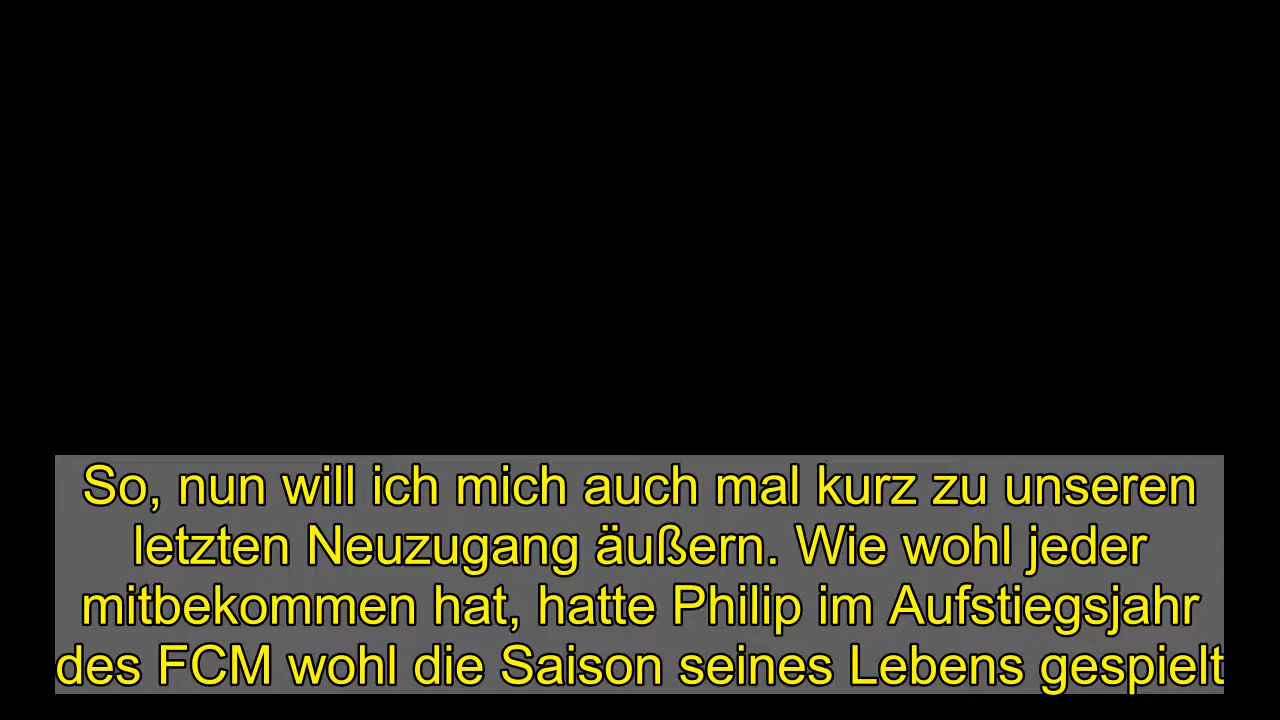 So, nun will ich mich auch mal kurz zu unseren
letzten Neuzugang äußern. Wie wohl jeder
mitbekommen hat, hatte Philip im Aufstiegsjahr
des FCM wohl die Saison seines Lebens gespielt